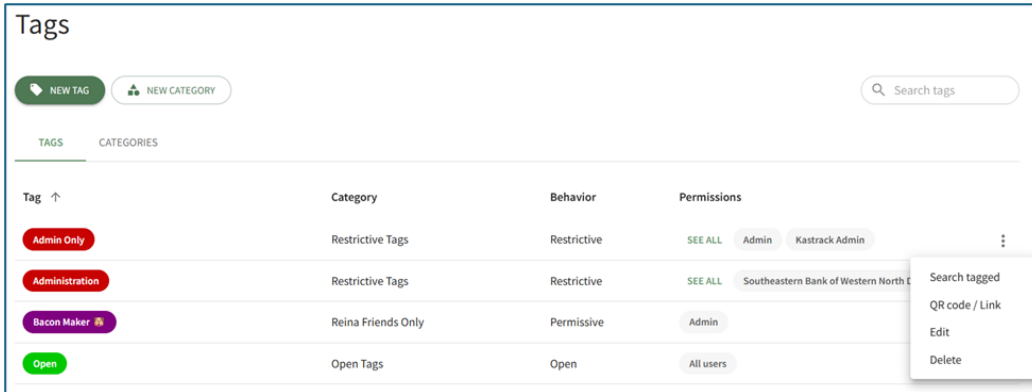 Tags
NEW TAG NEW CATEGORY Search tags
TAGS CATEGORIES
Tag Category Behavior Permissions
Admin Only Restrictive Tags Restrictive SEE ALL Admin Kastrack Admin
Administration Restrictive Tags Restrictive SEE ALL Southeastern Bank of Western North
Bacon Maker Reina Friends Only Permissive Admin
Open Open Tags Open All users
Search tagged
QR code / Link
Edit
Delete